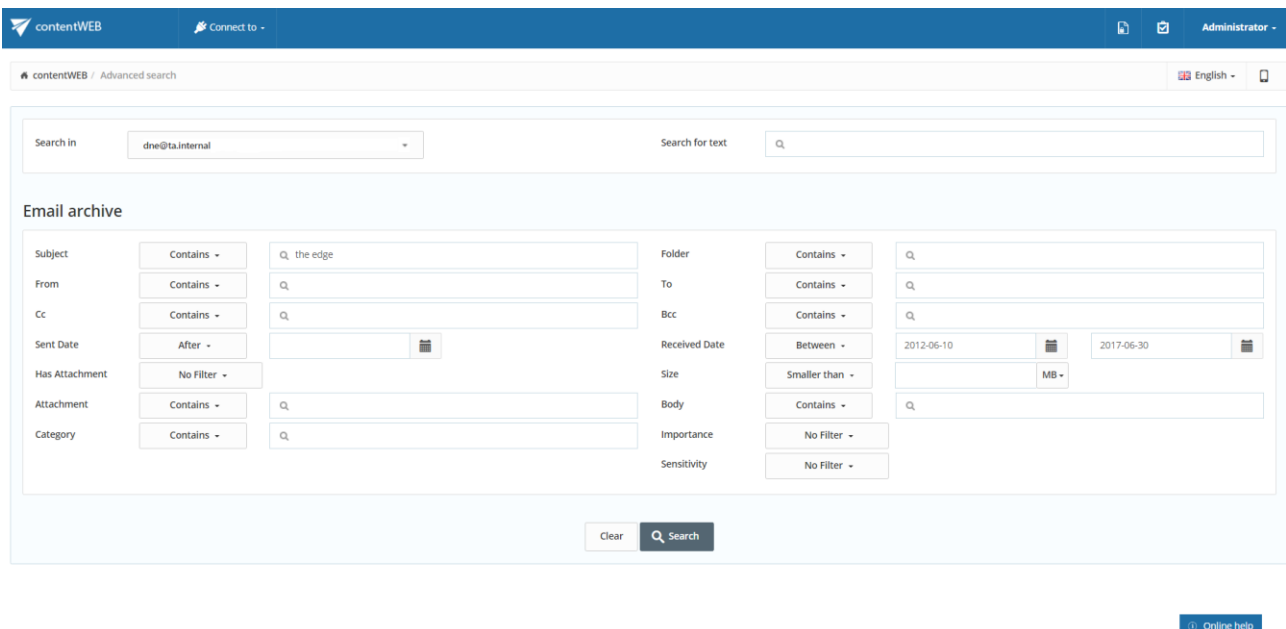 contentWEB Connect to Administrator
contentWEB / Advanced search English
Search in dne@ta.internal Search for text
Email archive
Subject Contains the edge Folder Contains
From Contains To Contains
Cc Contains Bcc Contains
Sent Date After Received Date Between 2012-06-10 2017-06-30
Has Attachment No Filter Size Smaller than MB
Attachment Contains Body Contains
Category Contains Importance No Filter
Sensitivity No Filter
Clear Search
Online help